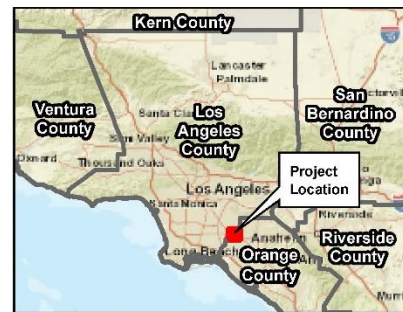 Kern County
15
Lancaster
Palmdale
San
Bernardino
County
Ventura
County
Los
Angeles
County
Santa
Simi Valley
Oxnard
Thousand Oaks
Project
Location
Los Angeles
Santa Monica
Riverside
Anaheim
Long Beach
Orange
County
Riverside
County